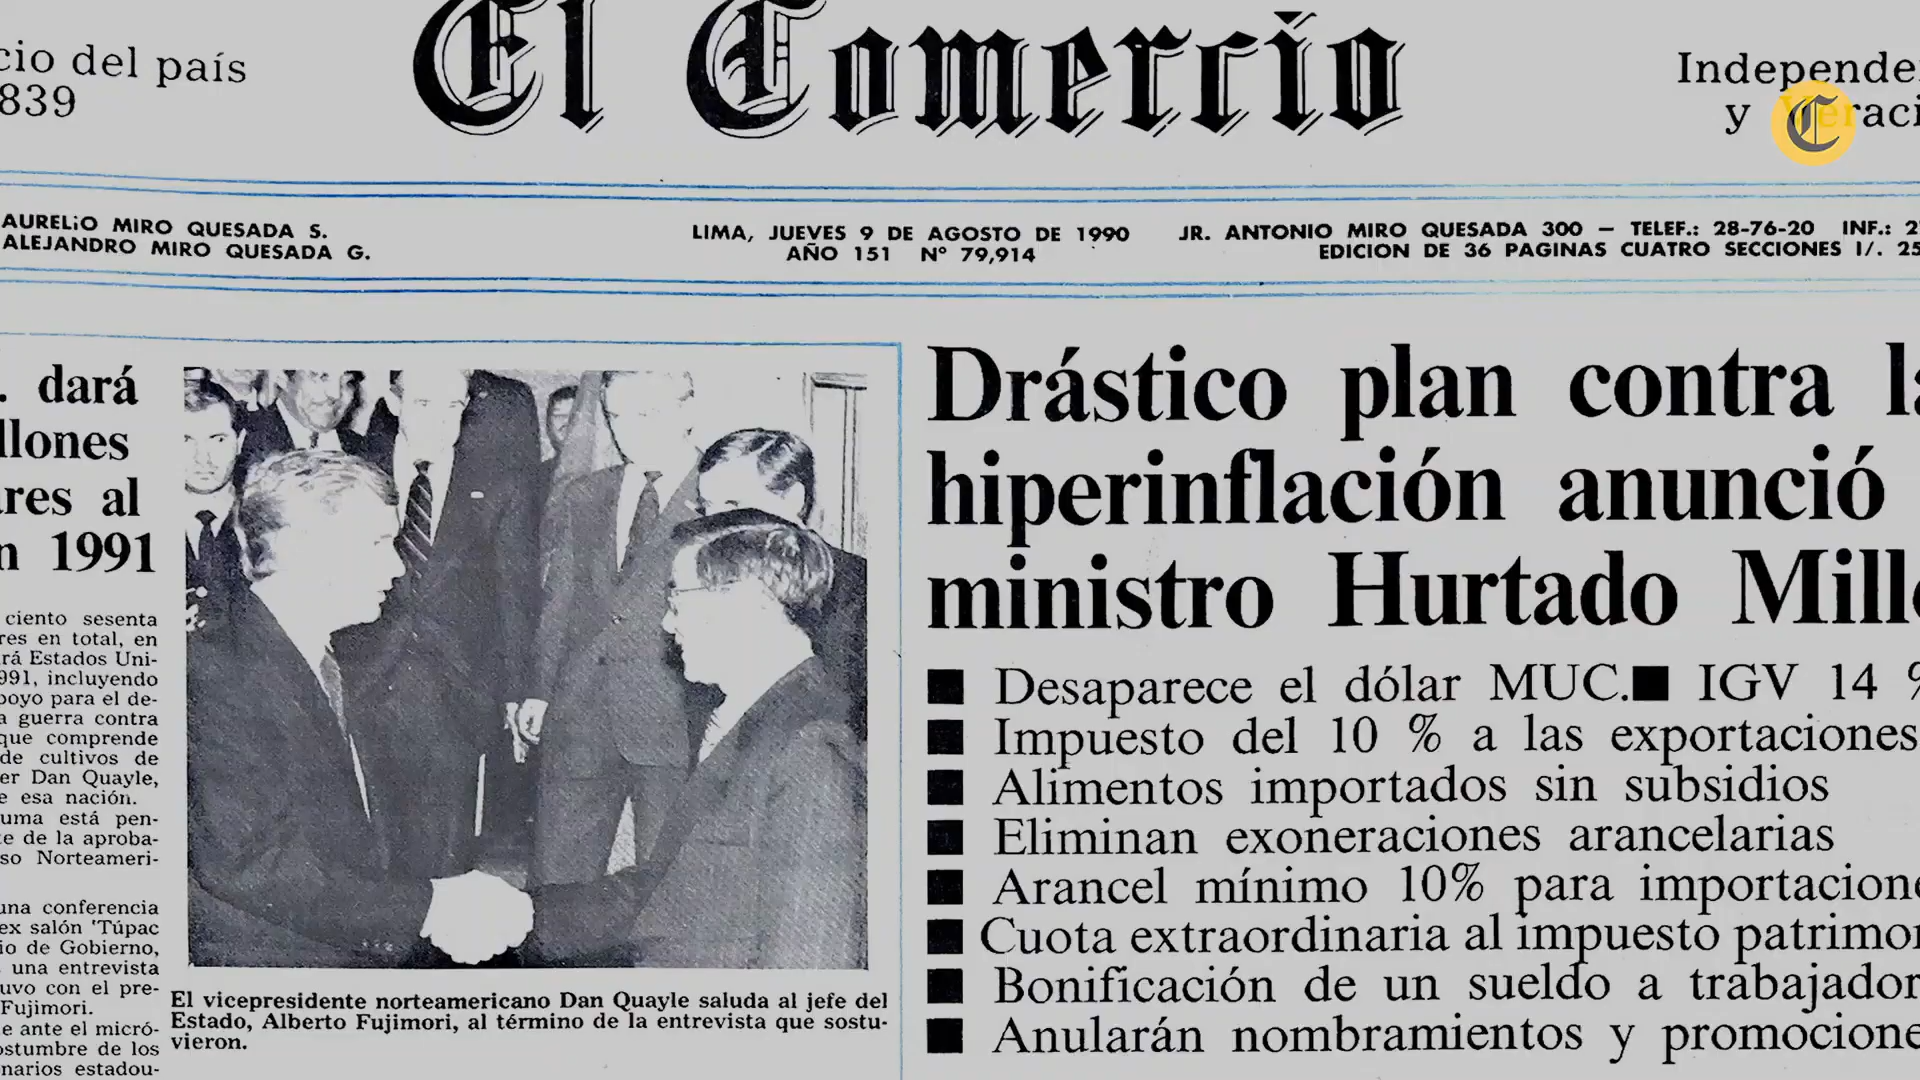 El Comercio
cio del país
839
Independe
y Veraci
AURELIO MIRO QUESADA S.
ALEJANDRO MIRO QUESADA G.
LIMA, JUEVES 9 DE AGOSTO DE 1990
AÑO 151 Nº 79,914
JR. ANTONIO MIRO QUESADA 300 — TELEF.: 28-76-20 INF.: 2
EDICION DE 36 PAGINAS CUATRO SECCIONES I/. 25
. dará
llones
ares al
n 1991
ciento sesenta
res en total, en
rá Estados Uni-
991, incluyendo
poyo para el de-
a guerra contra
que comprende
de cultivos de
er Dan Quayle,
e esa nación.
uma está pen-
te de la aproba-
so Norteameri-
una conferencia
ex salón 'Túpac
io de Gobierno,
una entrevista
uvo con el pre-
Fujimori.
e ante el micró-
ostumbre de los
narios estadou-
El vicepresidente norteamericano Dan Quayle saluda al jefe del
Estado, Alberto Fujimori, al término de la entrevista que sostu-
vieron.
Drástico plan contra la
hiperinflación anunció
ministro Hurtado Mille
■ Desaparece el dólar MUC.■ IGV 14 %
■ Impuesto del 10 % a las exportaciones
■ Alimentos importados sin subsidios
■ Eliminan exoneraciones arancelarias
■ Arancel mínimo 10% para importacione
■ Cuota extraordinaria al impuesto patrimon
■ Bonificación de un sueldo a trabajador
■ Anularán nombramientos y promocione